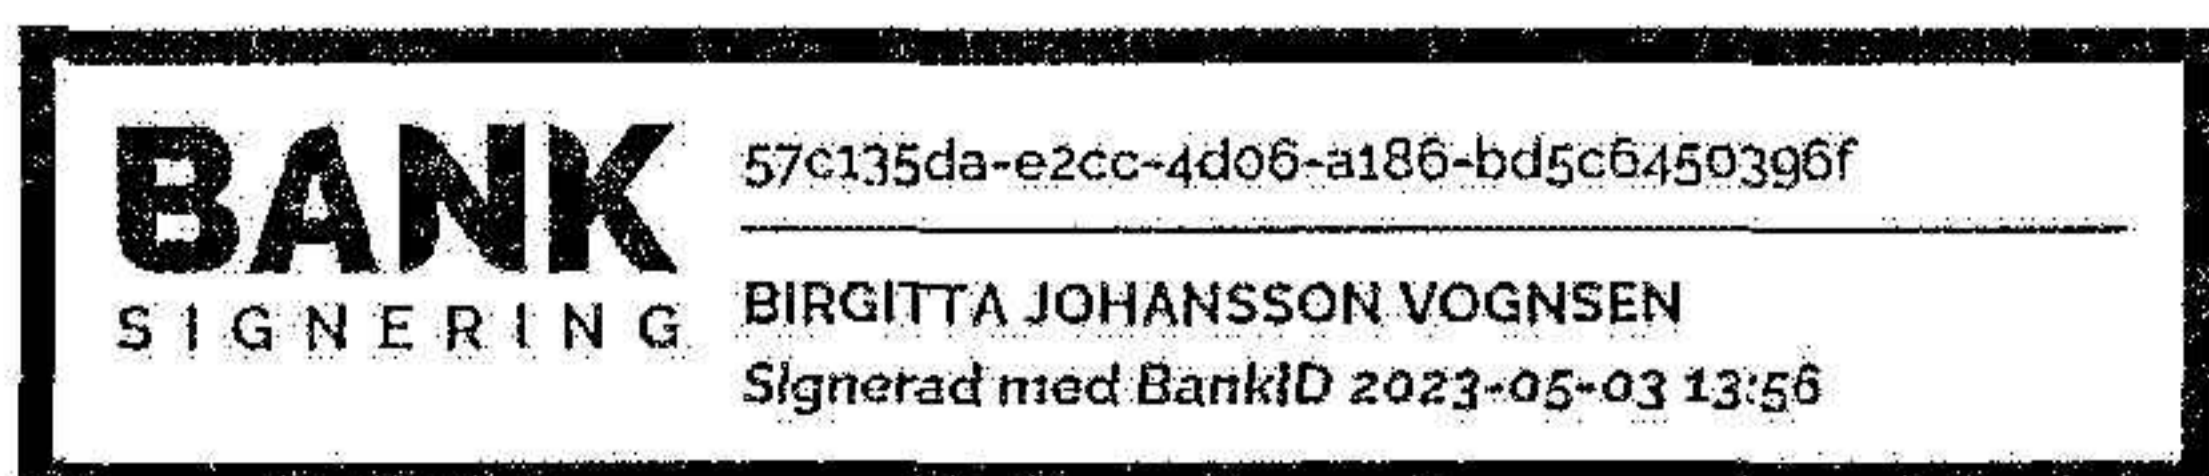 BANK
SIGNERING
57c135da-e2cc-4d06-a186-bd5c6450396f
BIRGITTA JOHANSSON VOGNSEN
Signerad med BankID 2023-05-03 13:56